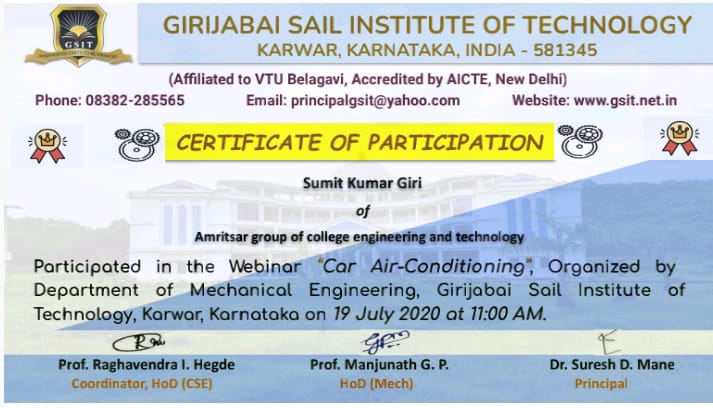 GIRIJABAI SAIL INSTITUTE OF TECHNOLOGY
KARWAR, KARNATAKA, INDIA - 581345
GSIT
(Affiliated to VTU Belagavi, Accredited by AICTE, New Delhi)
Phone: 08382-285565 Email: principalgsit@yahoo.com Website: www.gsit.net.in
CERTIFICATE OF PARTICIPATION
Sumit Kumar Giri
of
Amritsar group of college engineering and technology
Participated in the Webinar "Car Air-Conditioning", Organized by
Department of Mechanical Engineering, Girijabai Sail Institute of
Technology, Karwar, Karnataka on 19 July 2020 at 11:00 AM.
Prof. Raghavendra I. Hegde Prof. Manjunath G. P. Dr. Suresh D. Mane
Coordinator, HoD (CSE) HoD (Mech) Principal